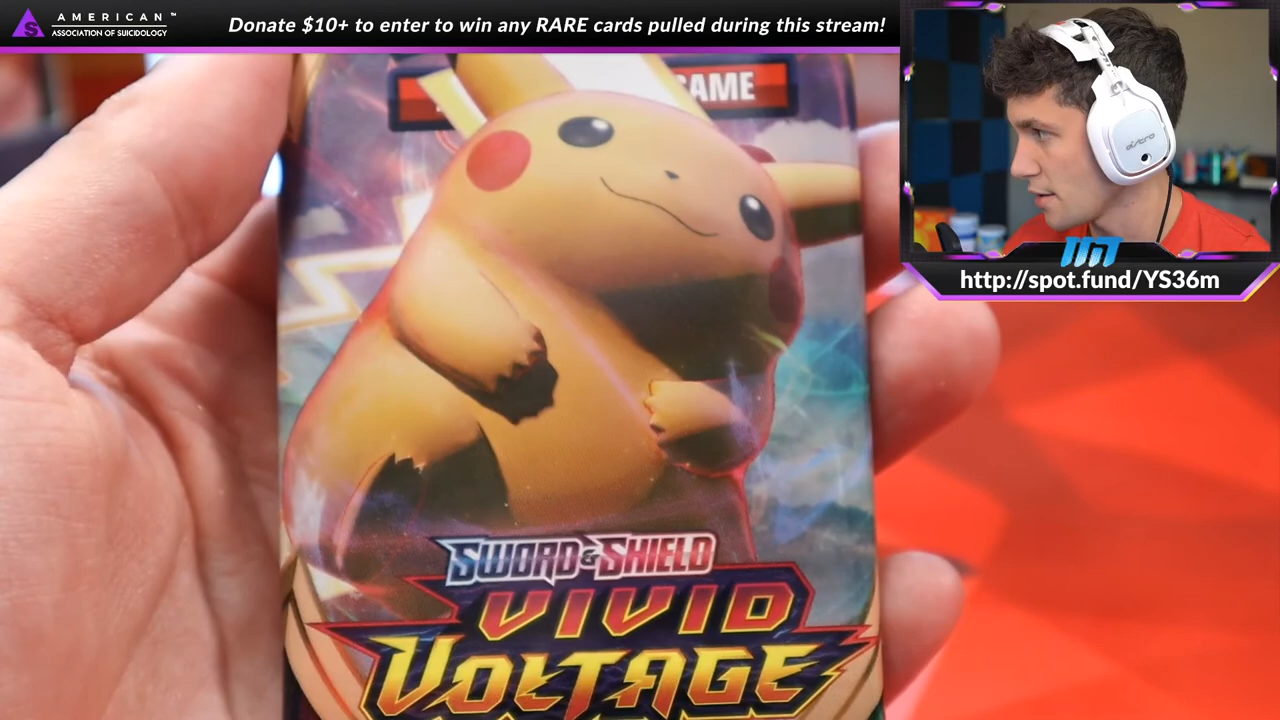 AMERICAN™
ASSOCIATION OF SUICIDOLOGY
Donate $10+ to enter to win any RARE cards pulled during this stream!
GAME
astro
http://spot.fund/YS36m
SWORD & SHIELD
VIVID
VOLTAGE